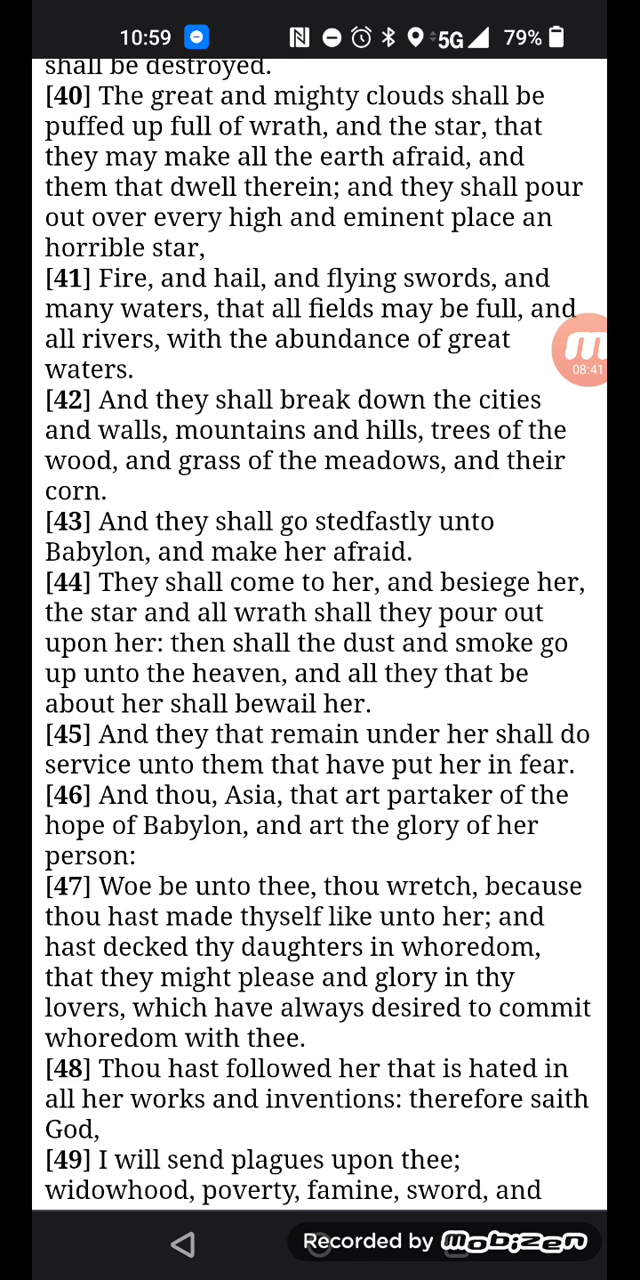 10:59 5G 79%
shall be destroyed.
[40] The great and mighty clouds shall be
puffed up full of wrath, and the star, that
they may make all the earth afraid, and
them that dwell therein; and they shall pour
out over every high and eminent place an
horrible star,
[41] Fire, and hail, and flying swords, and
many waters, that all fields may be full, and
all rivers, with the abundance of great
waters.
08:41
[42] And they shall break down the cities
and walls, mountains and hills, trees of the
wood, and grass of the meadows, and their
corn.
[43] And they shall go stedfastly unto
Babylon, and make her afraid.
[44] They shall come to her, and besiege her,
the star and all wrath shall they pour out
upon her: then shall the dust and smoke go
up unto the heaven, and all they that be
about her shall bewail her.
[45] And they that remain under her shall do
service unto them that have put her in fear.
[46] And thou, Asia, that art partaker of the
hope of Babylon, and art the glory of her
person:
[47] Woe be unto thee, thou wretch, because
thou hast made thyself like unto her; and
hast decked thy daughters in whoredom,
that they might please and glory in thy
lovers, which have always desired to commit
whoredom with thee.
[48] Thou hast followed her that is hated in
all her works and inventions: therefore saith
God,
[49] I will send plagues upon thee;
widowhood, poverty, famine, sword, and
Recorded by mobizen